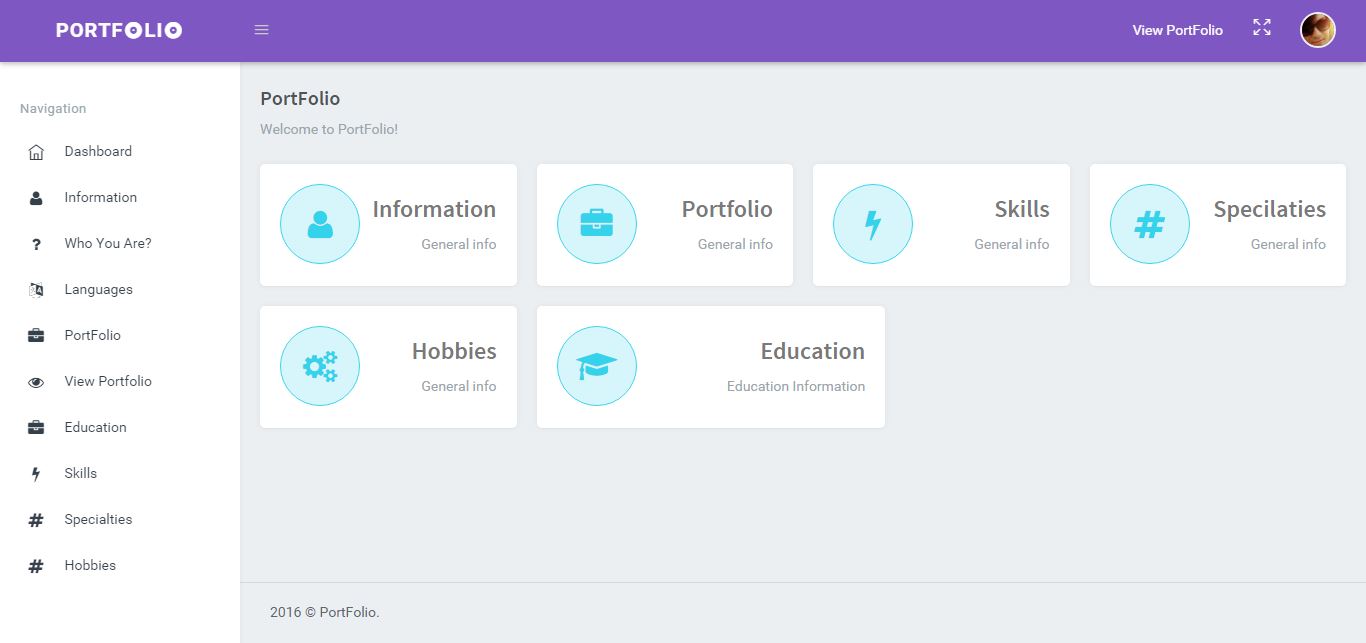 PORTFOLIO
View PortFolio
Navigation
Dashboard
Information
Who You Are?
Languages
PortFolio
View Portfolio
Education
Skills
Specialties
Hobbies
PortFolio
Welcome to PortFolio!
Information
General info
Portfolio
General info
Skills
General info
Specilaties
General info
Hobbies
General info
Education
Education Information
2016 © PortFolio.